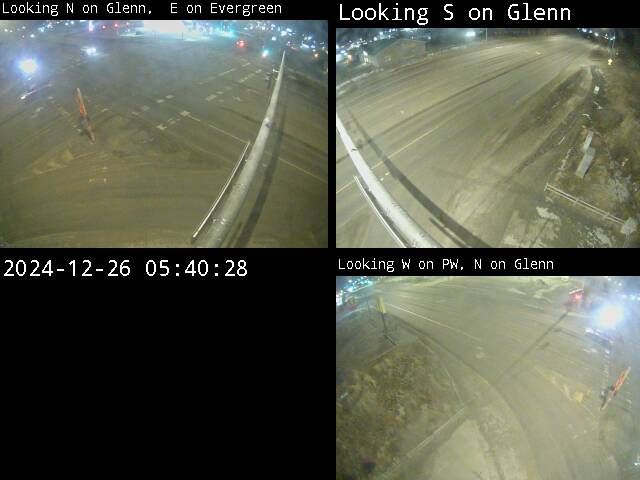 Looking N on Glenn,  E on Evergreen
Looking S on Glenn
2024-12-26 05:40:28
Looking W on PW, N on Glenn